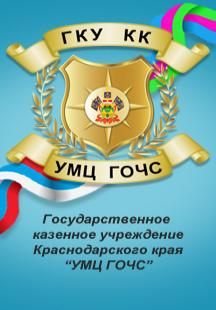 ГКУ КК
УМЦ ГОЧС
Государственное
казенное учреждение
Краснодарского края
“УМЦ ГОЧС”